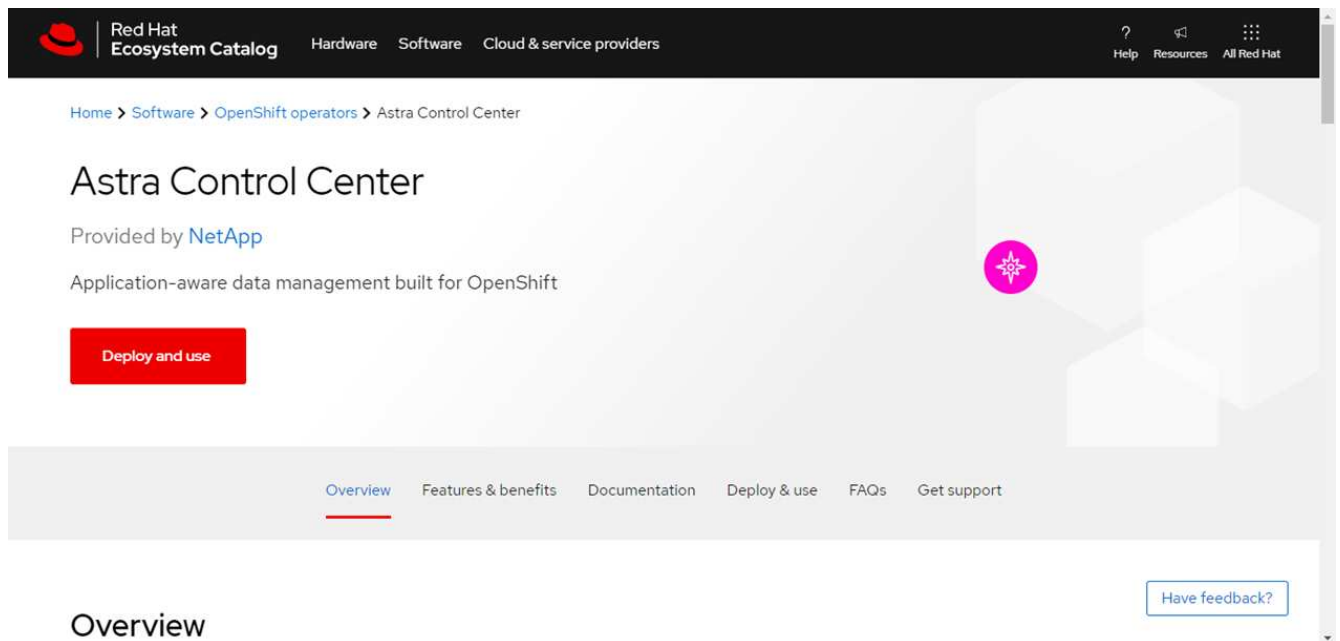 Red Hat
Ecosystem Catalog
Hardware Software Cloud & service providers
? Help Resources All Red Hat
Home > Software > OpenShift operators > Astra Control Center
Astra Control Center
Provided by NetApp
Application-aware data management built for OpenShift
Deploy and use
Overview Features & benefits Documentation Deploy & use FAQs Get support
Have feedback?
Overview